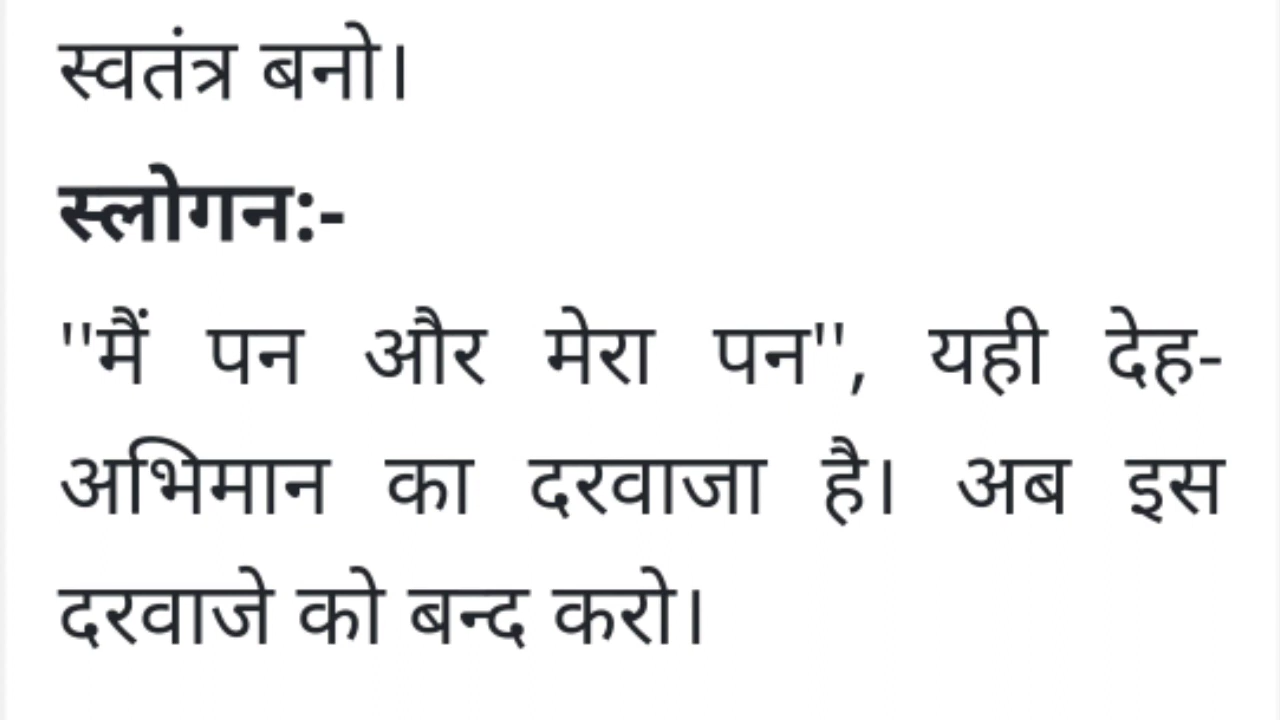 स्वतंत्र बनो।
स्लोगन:-
"मैं पन और मेरा पन", यही देह-
अभिमान का दरवाजा है। अब इस
दरवाजे को बन्द करो।